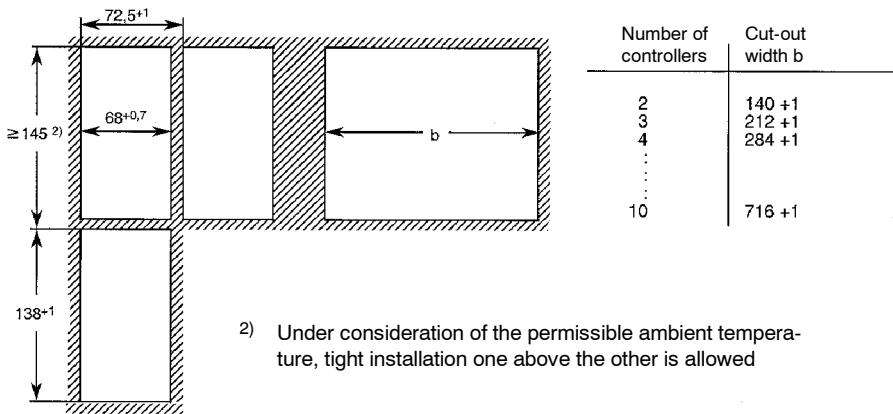 72,5+1
≥ 145 2)
68+0,7
b
138+1
Number of controllers | Cut-out width b
2 140 +1
3 212 +1
4 284 +1
10 716 +1
2) Under consideration of the permissible ambient tempera-
ture, tight installation one above the other is allowed